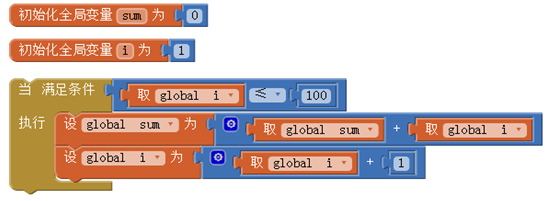 初始化全局变量 sum 为 0
初始化全局变量 i 为 1
当 满足条件 取 global i ≤ 100
执行 设 global sum 为 取 global sum + 取 global i
设 global i 为 取 global i + 1